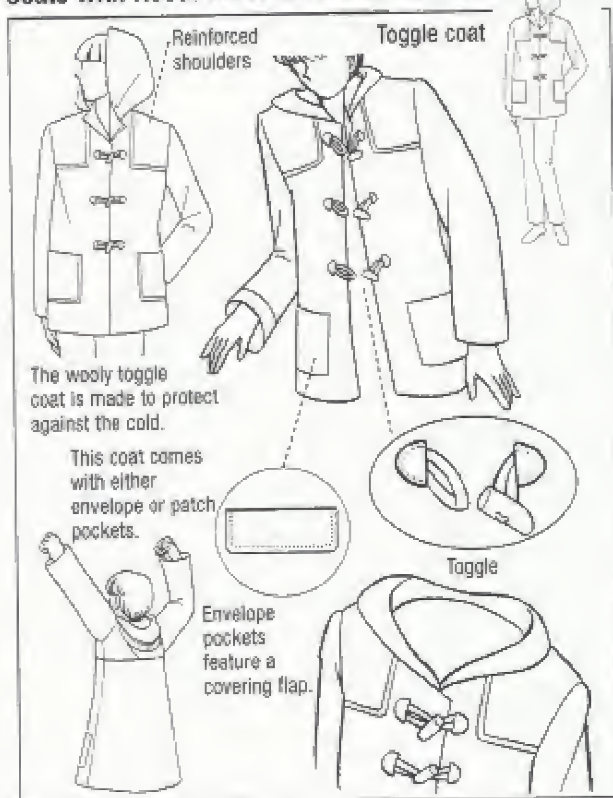 Reinforced
shoulders
Toggle coat
The wooly toggle
coat is made to protect
against the cold.
This coat comes
with either
envelope or patch
pockets.
Toggle
Envelope
pockets
feature a
covering flap.